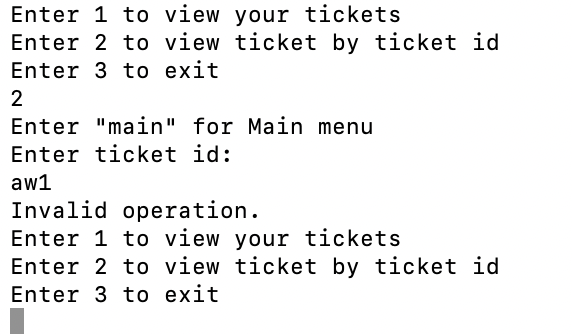 Enter 1 to view your tickets
Enter 2 to view ticket by ticket id
Enter 3 to exit
2
Enter "main" for Main menu
Enter ticket id:
aw1
Invalid operation.
Enter 1 to view your tickets
Enter 2 to view ticket by ticket id
Enter 3 to exit